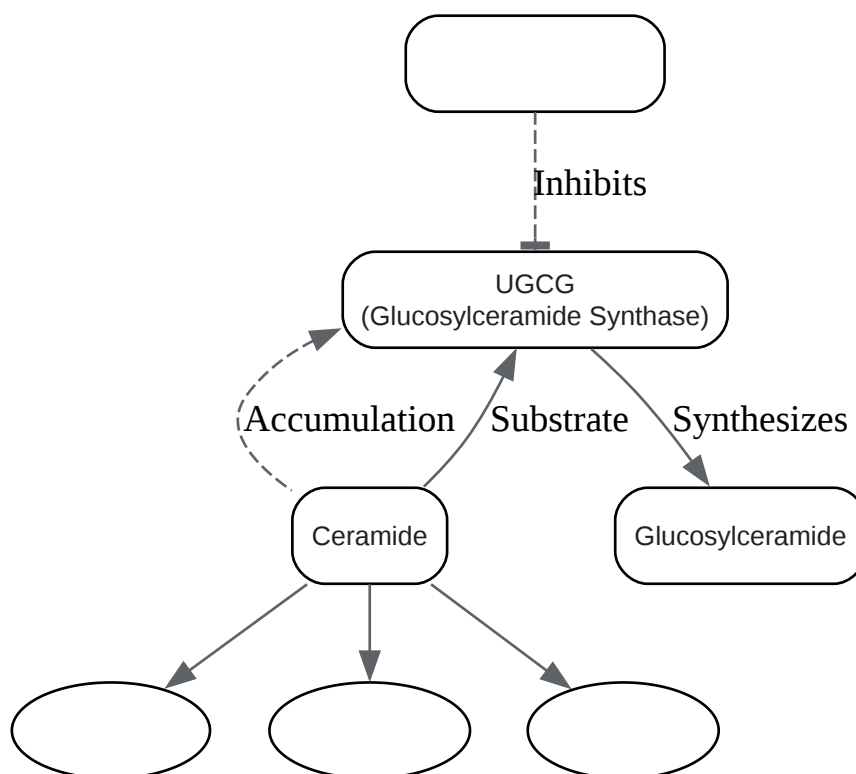 Inhibits
UGCG
(Glucosylceramide Synthase)
Accumulation
Substrate
Synthesizes
Ceramide
Glucosylceramide